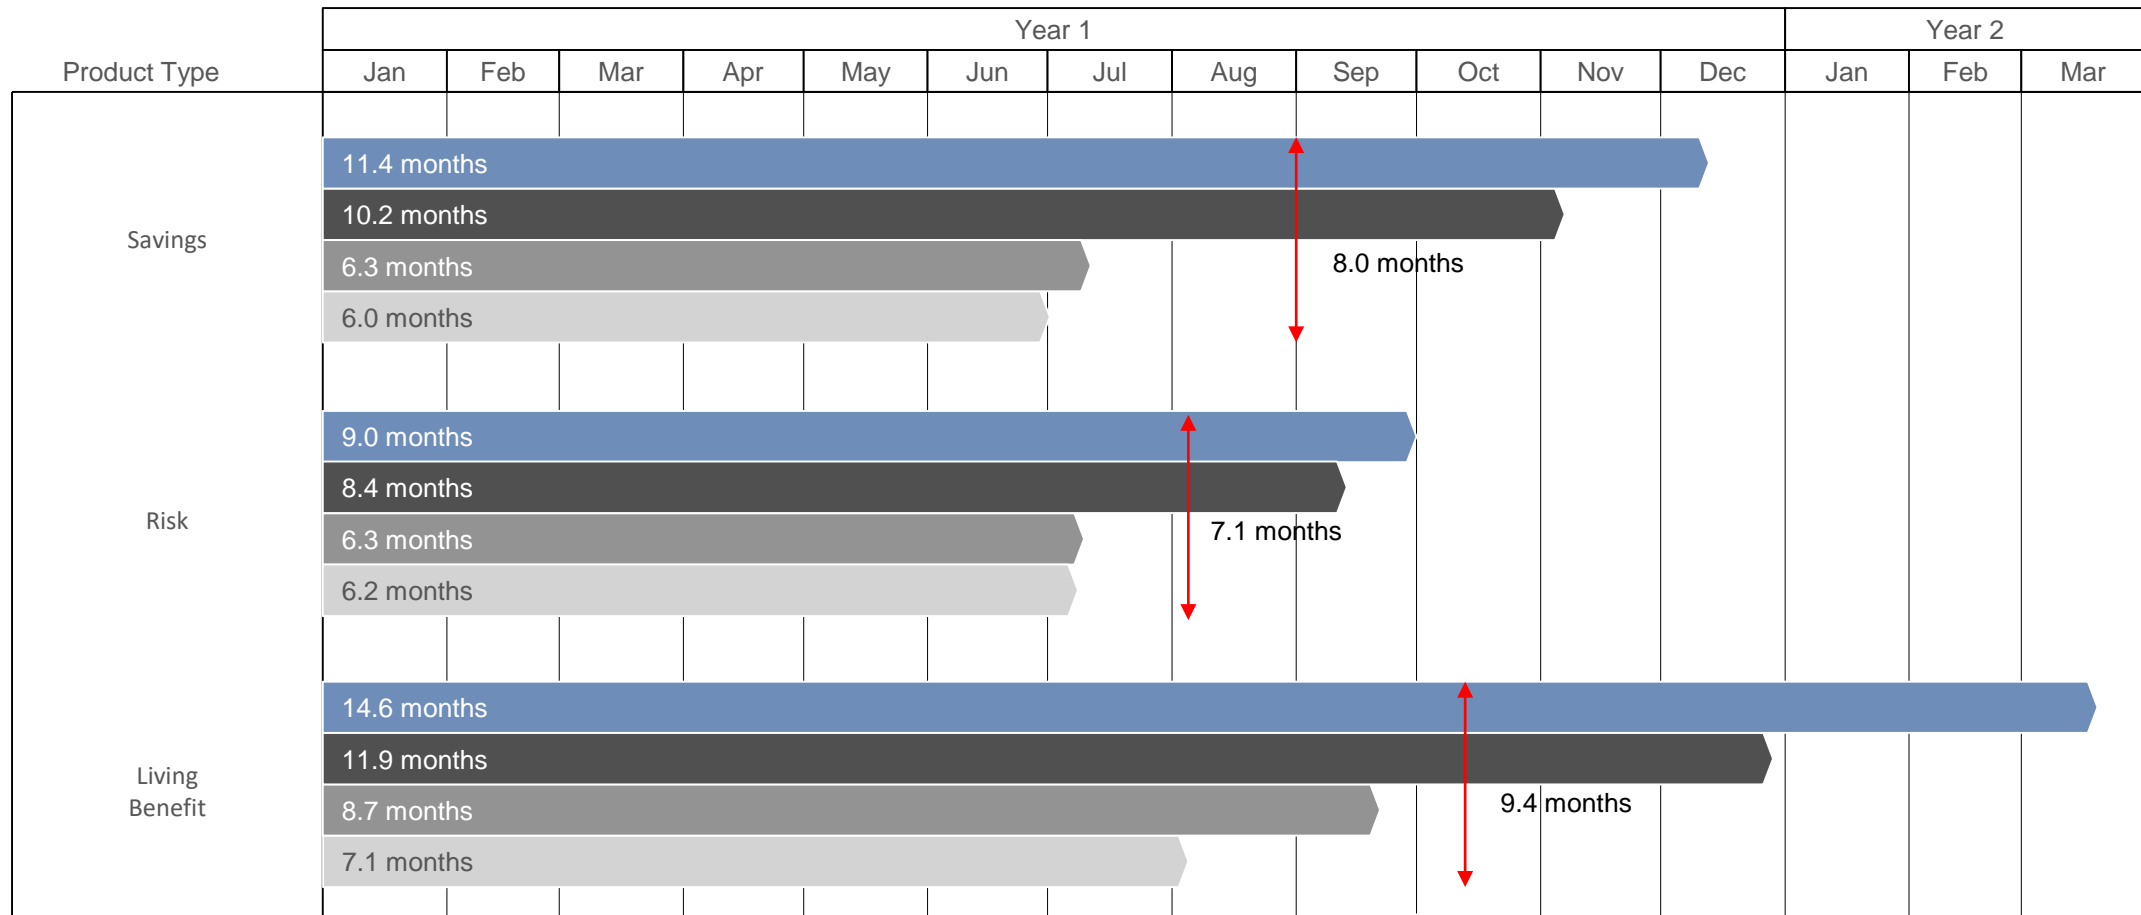 Year 1
Year 2
Product Type
Jan
Feb
Mar
Apr
May
Jun
Jul
Aug
Sep
Oct
Nov
Dec
Jan
Feb
Mar
Savings
11.4 months
10.2 months
6.3 months
6.0 months
8.0 months
Risk
9.0 months
8.4 months
6.3 months
6.2 months
7.1 months
Living
Benefit
14.6 months
11.9 months
8.7 months
7.1 months
9.4 months